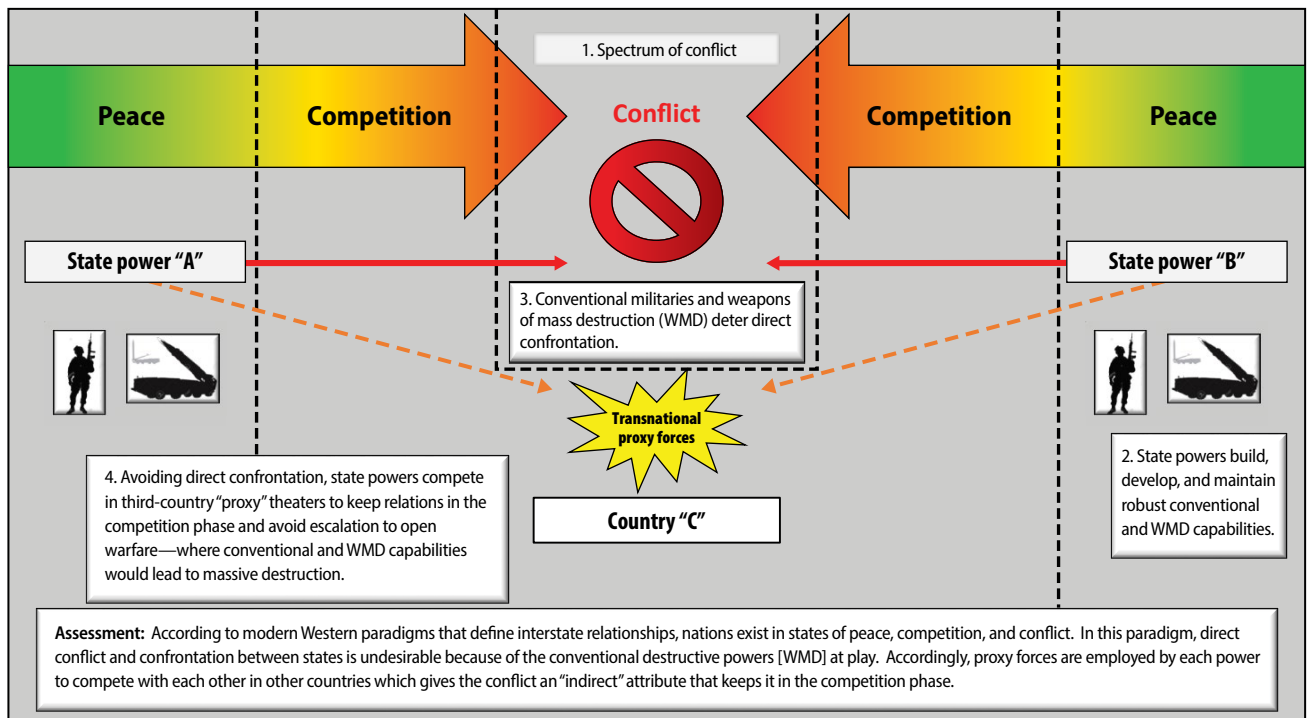 1. Spectrum of conflict
Peace
Competition
Conflict
Competition
Peace
State power “A”
State power “B”
3. Conventional militaries and weapons
of mass destruction (WMD) deter direct
confrontation.
Transnational
proxy forces
4. Avoiding direct confrontation, state powers compete
in third-country “proxy” theaters to keep relations in the
competition phase and avoid escalation to open
warfare—where conventional and WMD capabilities
would lead to massive destruction.
Country “C”
2. State powers build,
develop, and maintain
robust conventional
and WMD capabilities.
Assessment: According to modern Western paradigms that define interstate relationships, nations exist in states of peace, competition, and conflict. In this paradigm, direct
conflict and confrontation between states is undesirable because of the conventional destructive powers [WMD] at play. Accordingly, proxy forces are employed by each power
to compete with each other in other countries which gives the conflict an “indirect” attribute that keeps it in the competition phase.